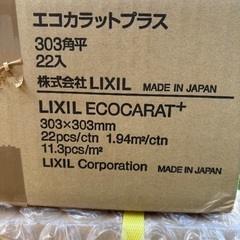 エコカラットプラス
303角平
22入
株式会社 LIXIL MADE IN JAPAN
LIXIL ECOCARAT+
303×303mm
22pcs/ctn 1.94m²/ctn
11.3pcs/m²
LIXIL Corporation MADE IN JAPAN